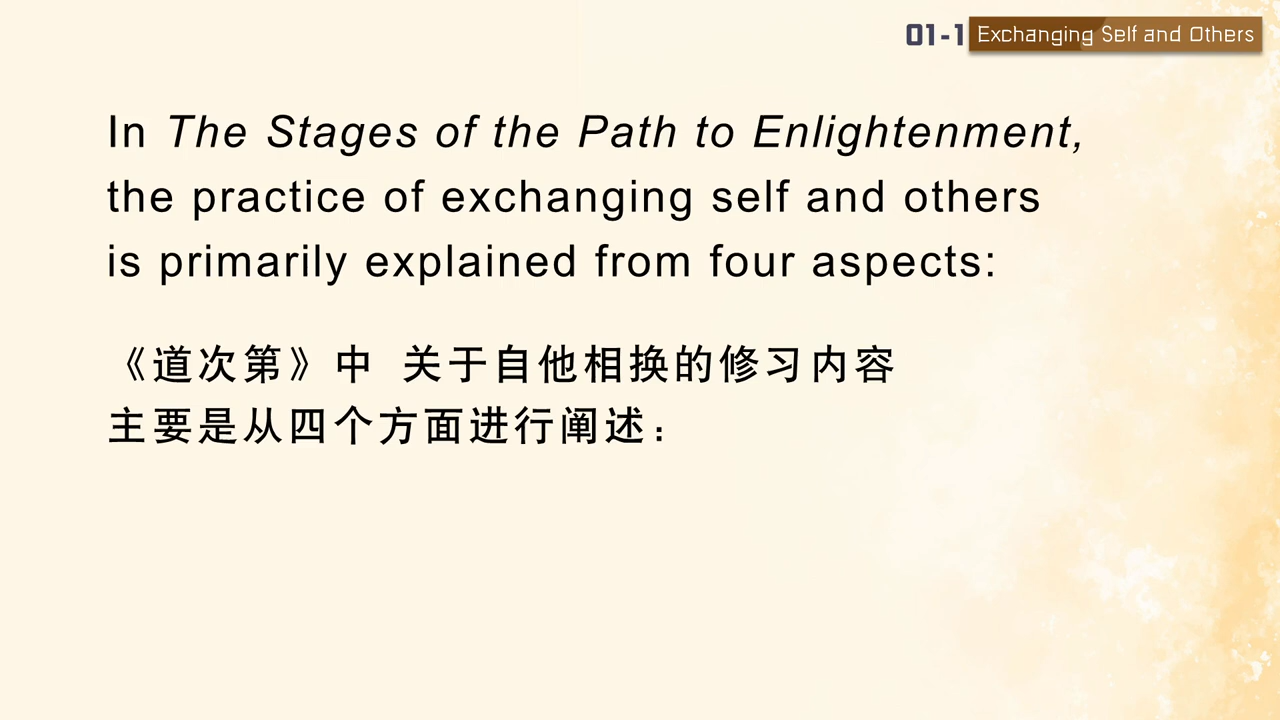 01-1 Exchanging Self and Others
In The Stages of the Path to Enlightenment,
the practice of exchanging self and others
is primarily explained from four aspects:
《道次第》中 关于自他相换的修习内容
主要是从四个方面进行阐述：